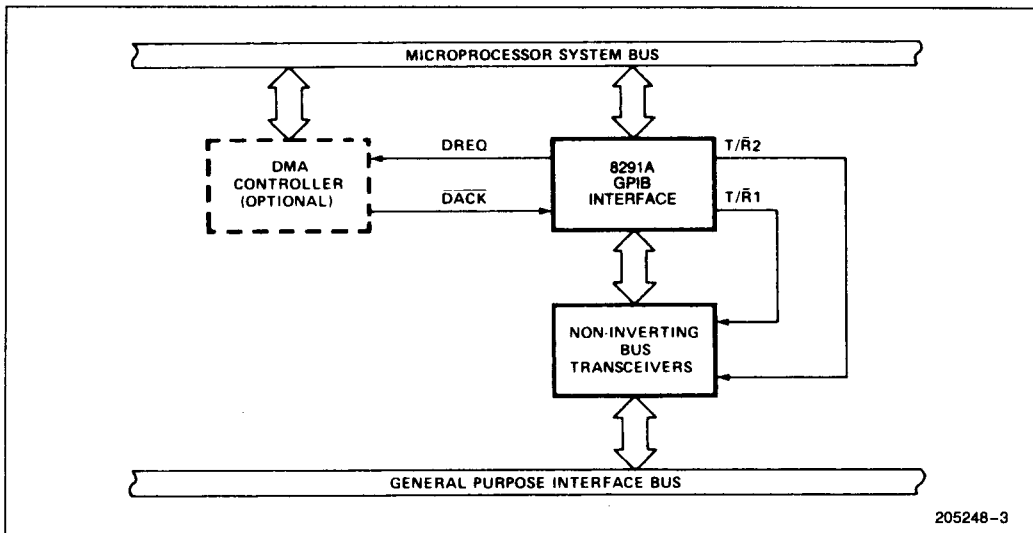 MICROPROCESSOR SYSTEM BUS
DMA
CONTROLLER
(OPTIONAL)
DREQ
D̅A̅C̅K̅
8291A
GPIB
INTERFACE
T/R̅2
T/R̅1
NON-INVERTING
BUS
TRANSCEIVERS
GENERAL PURPOSE INTERFACE BUS
205248-3